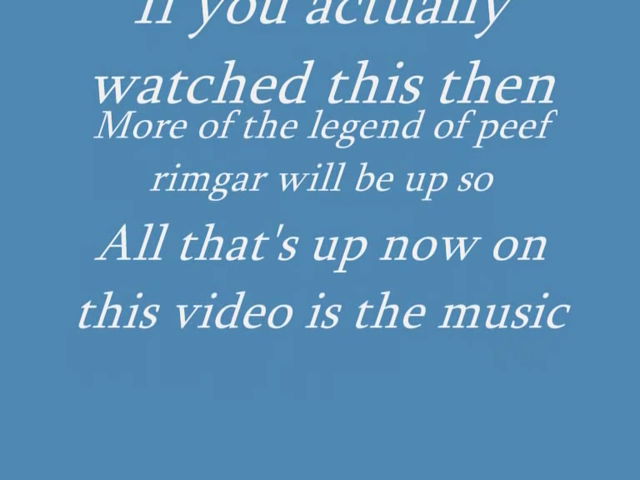 If you actually
watched this then
More of the legend of peef
rimgar will be up so
All that's up now on
this video is the music